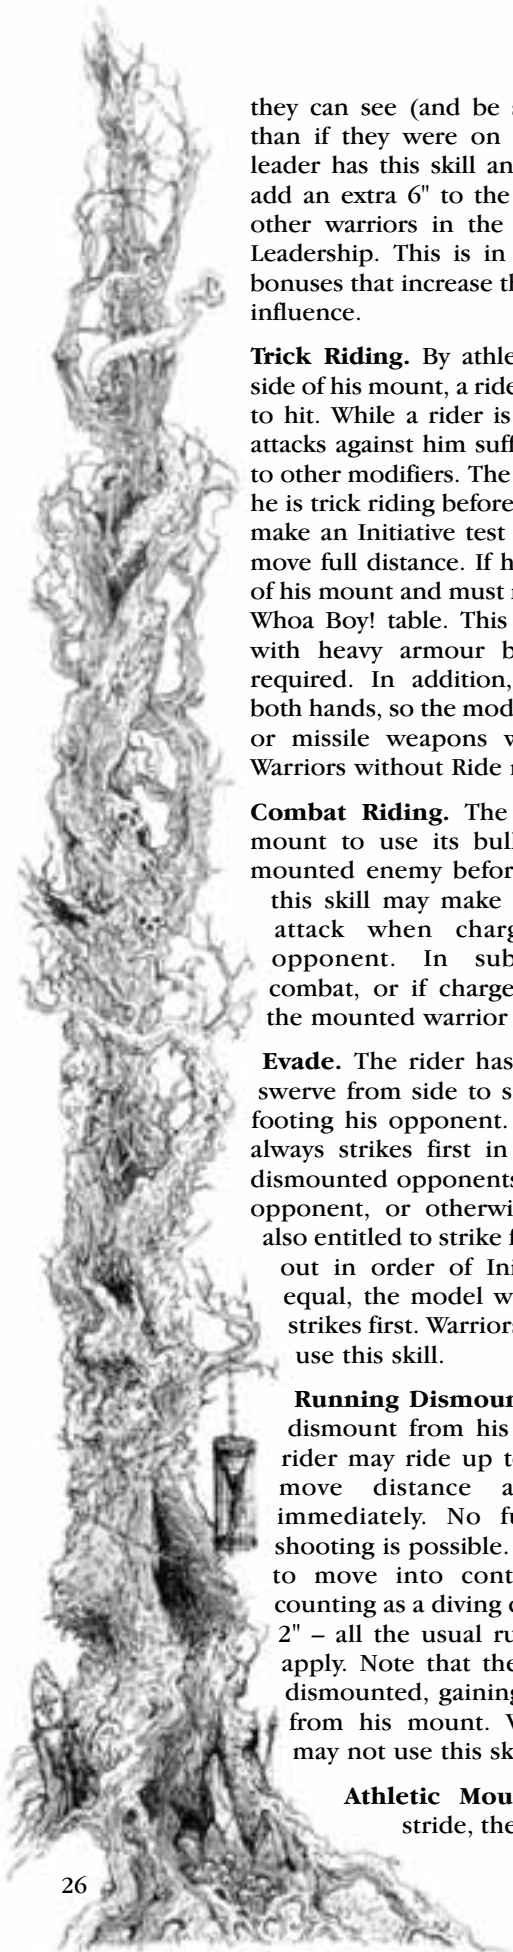 they can see (and be s
than if they were on
leader has this skill an
add an extra 6" to the
other warriors in the
Leadership. This is in
bonuses that increase th
influence.
Trick Riding. By athle
side of his mount, a ride
to hit. While a rider is
attacks against him suff
to other modifiers. The
he is trick riding before
make an Initiative test
move full distance. If h
of his mount and must r
Whoa Boy! table. This
with heavy armour b
required. In addition,
both hands, so the mod
or missile weapons w
Warriors without Ride r
Combat Riding. The
mount to use its bull
mounted enemy befor
this skill may make
attack when charg
opponent. In sub
combat, or if charge
the mounted warrior
Evade. The rider has
swerve from side to s
footing his opponent.
always strikes first in
dismounted opponents
opponent, or otherwi
also entitled to strike f
out in order of Ini
equal, the model w
strikes first. Warriors
use this skill.
Running Dismoun
dismount from his
rider may ride up t
move distance a
immediately. No fu
shooting is possible.
to move into cont
counting as a diving c
2" – all the usual ru
apply. Note that the
dismounted, gaining
from his mount. W
may not use this sk
Athletic Mou
stride, the
26